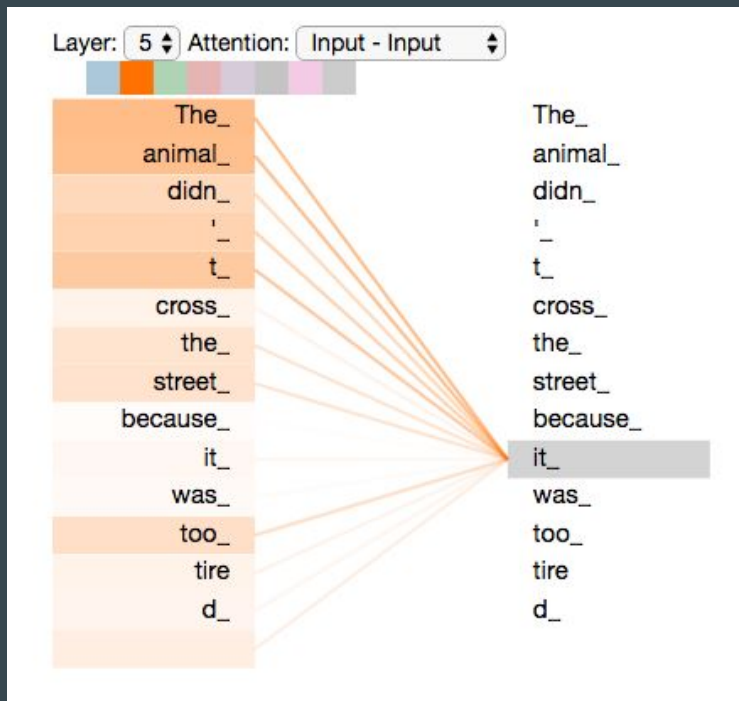 Layer: 5 Attention: Input - Input
The_ The_
animal_ animal_
didn_ didn_
'_ '_
t_ t_
cross_ cross_
the_ the_
street_ street_
because_ because_
it_ it_
was_ was_
too_ too_
tire tire
d_ d_